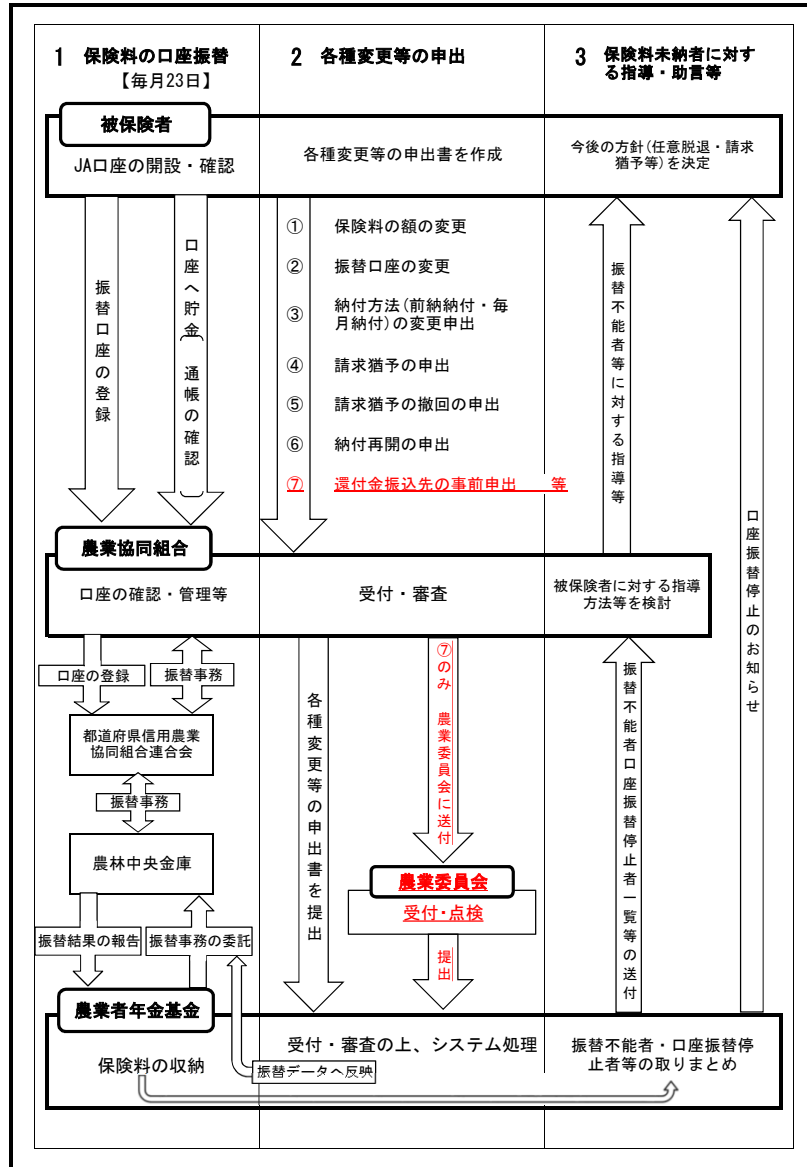 1 保険料の口座振替
【毎月23日】
2 各種変更等の申出
3 保険料未納者に対す
る指導・助言等
被保険者
JA口座の開設・確認
各種変更等の申出書を作成
今後の方針(任意脱退・請求
猶予等)を決定
振替口座の登録
口座へ貯金(通帳の確認)
① 保険料の額の変更
② 振替口座の変更
③ 納付方法(前納納付・毎
月納付)の変更申出
④ 請求猶予の申出
⑤ 請求猶予の撤回の申出
⑥ 納付再開の申出
⑦ 還付金振込先の事前申出 等
振替不能者等に対する指導等
口座振替停止のお知らせ
農業協同組合
口座の確認・管理等
受付・審査
被保険者に対する指導
方法等を検討
口座の登録
振替事務
都道府県信用農業
協同組合連合会
振替事務
農林中央金庫
振替結果の報告
振替事務の委託
各種変更等の申出書を提出
⑦のみ 農業委員会に送付
農業委員会
受付・点検
提出
振替不能者口座振替停止者一覧等の送付
農業者年金基金
保険料の収納
振替データへ反映
受付・審査の上、システム処理
振替不能者・口座振替停
止者等の取りまとめ